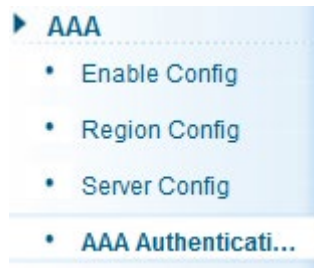 AAA
Enable Config
Region Config
Server Config
AAA Authenticati...